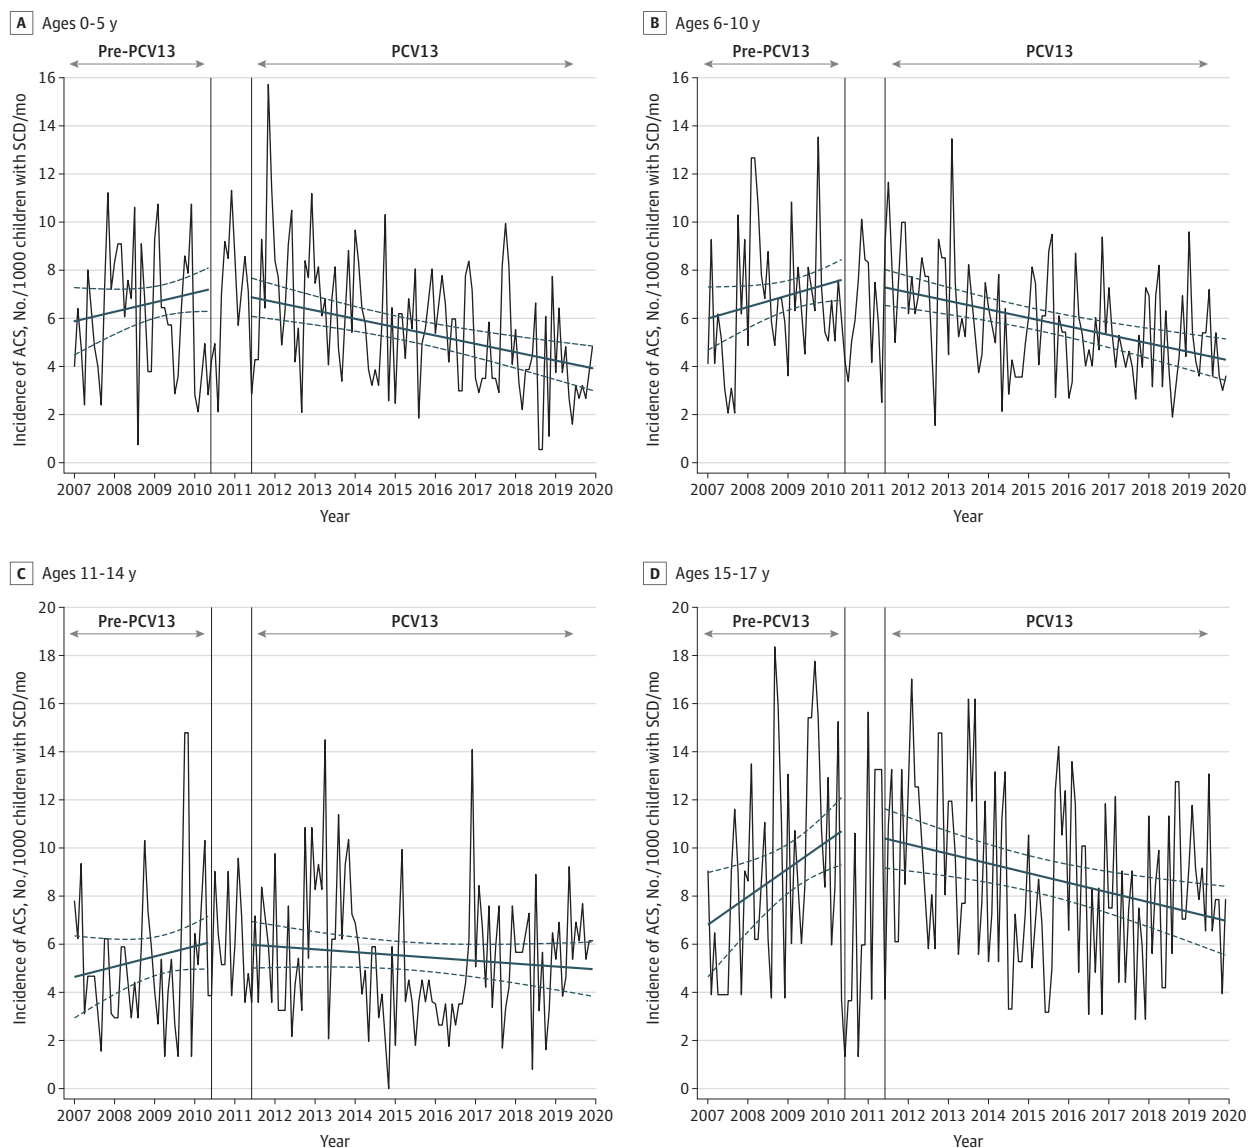 A Ages 0-5 y
Pre-PCV13 PCV13
Incidence of ACS, No./1000 children with SCD/mo
16
14
12
10
8
6
4
2
0
2007 2008 2009 2010 2011 2012 2013 2014 2015 2016 2017 2018 2019 2020
Year
B Ages 6-10 y
Pre-PCV13 PCV13
Incidence of ACS, No./1000 children with SCD/mo
16
14
12
10
8
6
4
2
0
2007 2008 2009 2010 2011 2012 2013 2014 2015 2016 2017 2018 2019 2020
Year
C Ages 11-14 y
Pre-PCV13 PCV13
Incidence of ACS, No./1000 children with SCD/mo
20
18
16
14
12
10
8
6
4
2
0
2007 2008 2009 2010 2011 2012 2013 2014 2015 2016 2017 2018 2019 2020
Year
D Ages 15-17 y
Pre-PCV13 PCV13
Incidence of ACS, No./1000 children with SCD/mo
20
18
16
14
12
10
8
6
4
2
0
2007 2008 2009 2010 2011 2012 2013 2014 2015 2016 2017 2018 2019 2020
Year